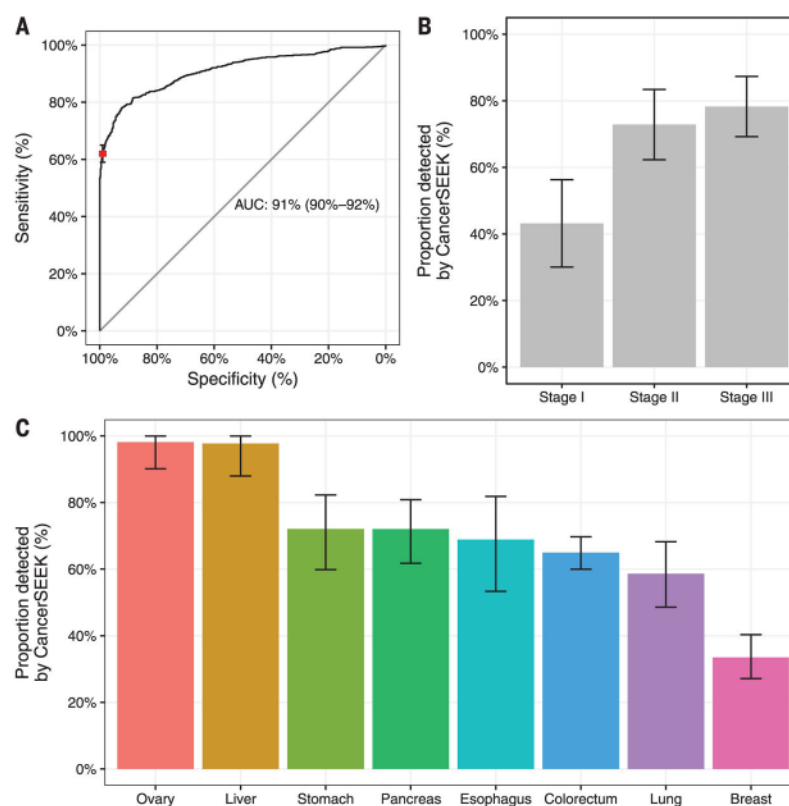 A
100%
80%
60%
40%
20%
0%
Sensitivity (%)
AUC: 91% (90%–92%)
100% 80% 60% 40% 20% 0%
Specificity (%)
B
100%
80%
60%
40%
20%
0%
Proportion detected
by CancerSEEK (%)
Stage I Stage II Stage III
C
100%
80%
60%
40%
20%
0%
Proportion detected
by CancerSEEK (%)
Ovary Liver Stomach Pancreas Esophagus Colorectum Lung Breast